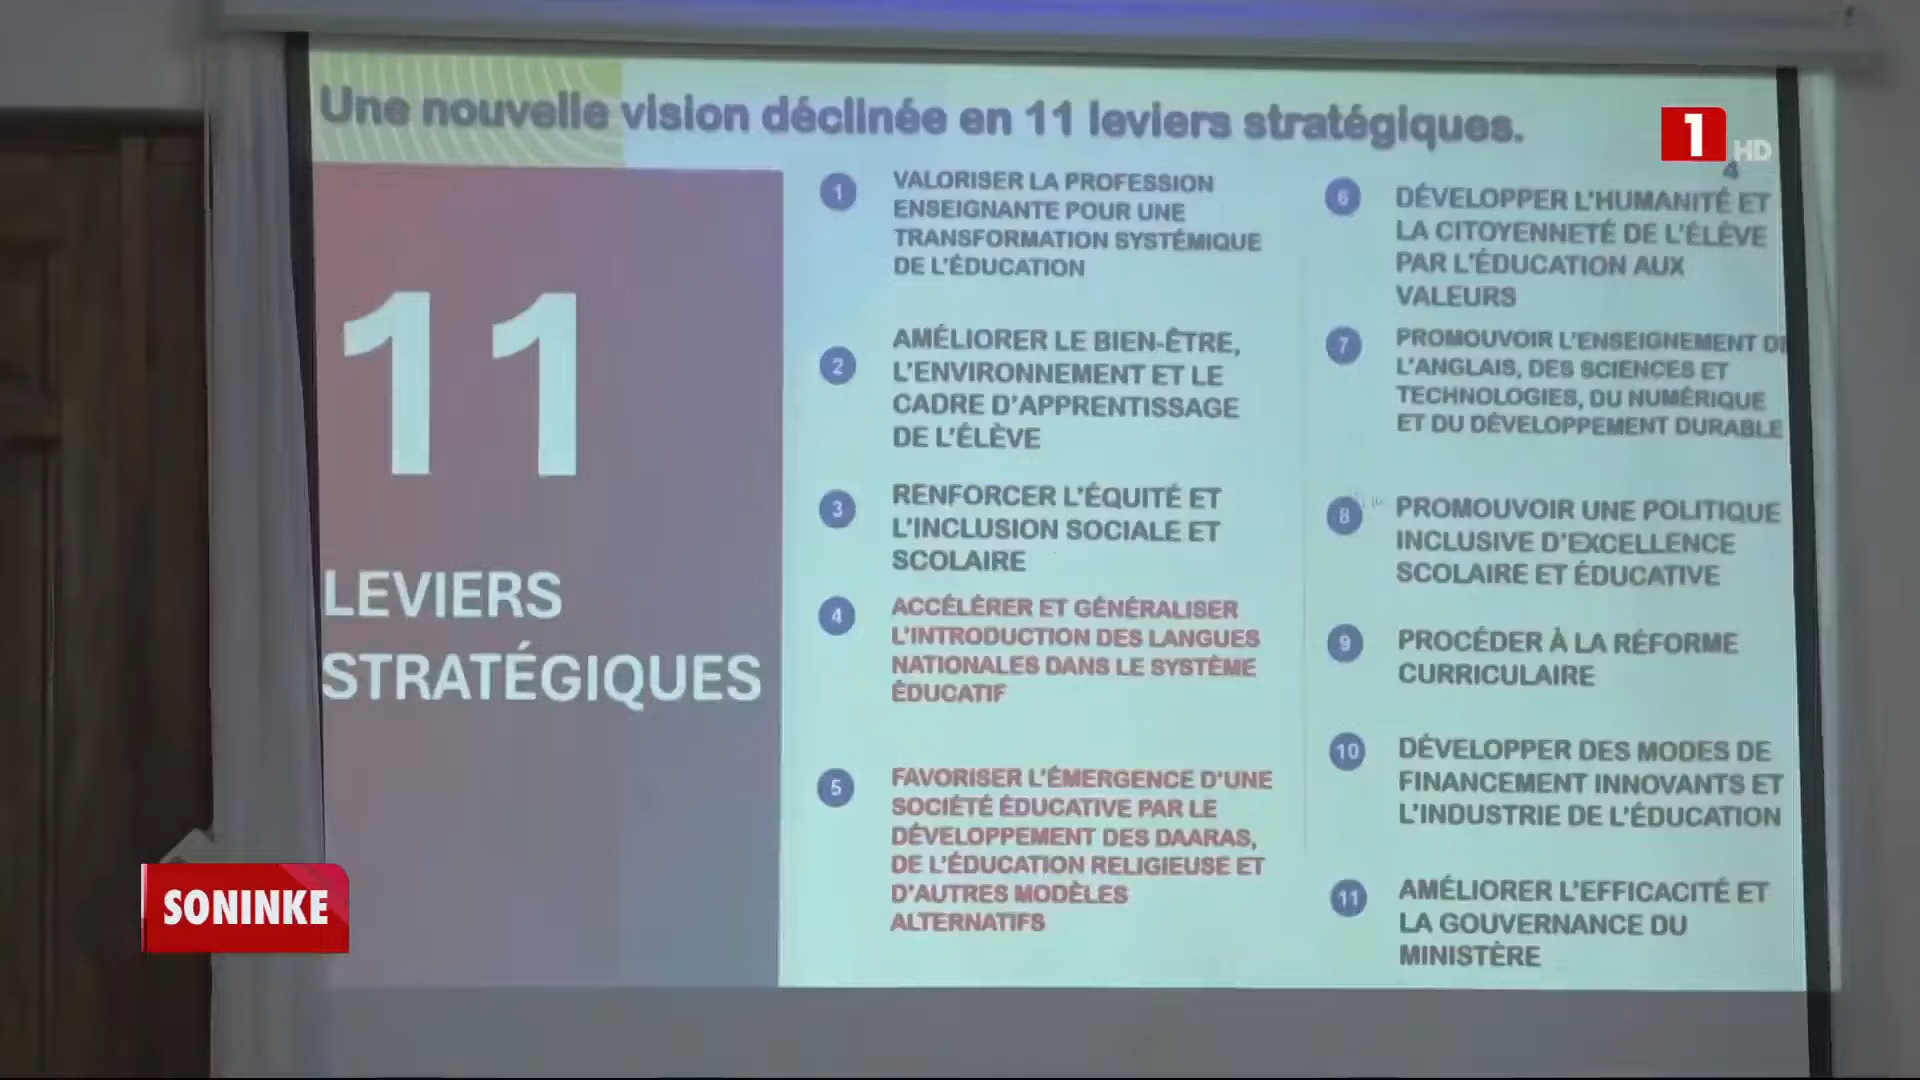 Une nouvelle vision déclinée en 11 leviers stratégiques.
1
HD
4
11
LEVIERS
STRATÉGIQUES
1
VALORISER LA PROFESSION
ENSEIGNANTE POUR UNE
TRANSFORMATION SYSTÉMIQUE
DE L'ÉDUCATION
2
AMÉLIORER LE BIEN-ÊTRE,
L'ENVIRONNEMENT ET LE
CADRE D'APPRENTISSAGE
DE L'ÉLÈVE
3
RENFORCER L'ÉQUITÉ ET
L'INCLUSION SOCIALE ET
SCOLAIRE
4
ACCÉLÉRER ET GÉNÉRALISER
L'INTRODUCTION DES LANGUES
NATIONALES DANS LE SYSTÈME
ÉDUCATIF
5
FAVORISER L'ÉMERGENCE D'UNE
SOCIÉTÉ ÉDUCATIVE PAR LE
DÉVELOPPEMENT DES DAARAS,
DE L'ÉDUCATION RELIGIEUSE ET
D'AUTRES MODÈLES
ALTERNATIFS
6
DÉVELOPPER L'HUMANITÉ ET
LA CITOYENNETÉ DE L'ÉLÈVE
PAR L'ÉDUCATION AUX
VALEURS
7
PROMOUVOIR L'ENSEIGNEMENT DE
L'ANGLAIS, DES SCIENCES ET
TECHNOLOGIES, DU NUMÉRIQUE
ET DU DÉVELOPPEMENT DURABLE
8
PROMOUVOIR UNE POLITIQUE
INCLUSIVE D'EXCELLENCE
SCOLAIRE ET ÉDUCATIVE
9
PROCÉDER À LA RÉFORME
CURRICULAIRE
10
DÉVELOPPER DES MODES DE
FINANCEMENT INNOVANTS ET
L'INDUSTRIE DE L'ÉDUCATION
11
AMÉLIORER L'EFFICACITÉ ET
LA GOUVERNANCE DU
MINISTÈRE
SONINKE